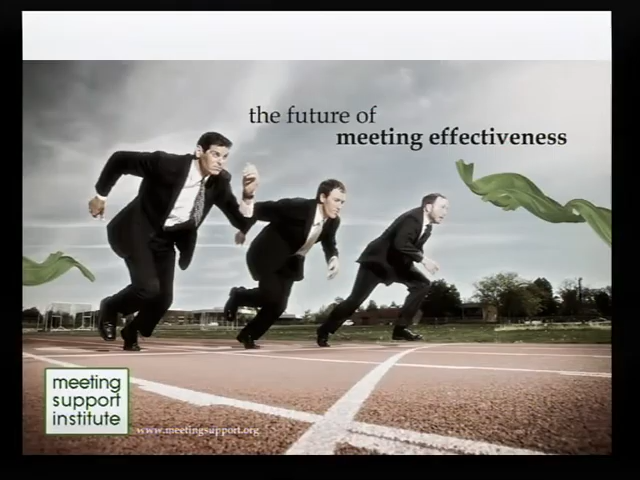 the future of
meeting effectiveness
meeting
support
institute
www.meetingsupport.org